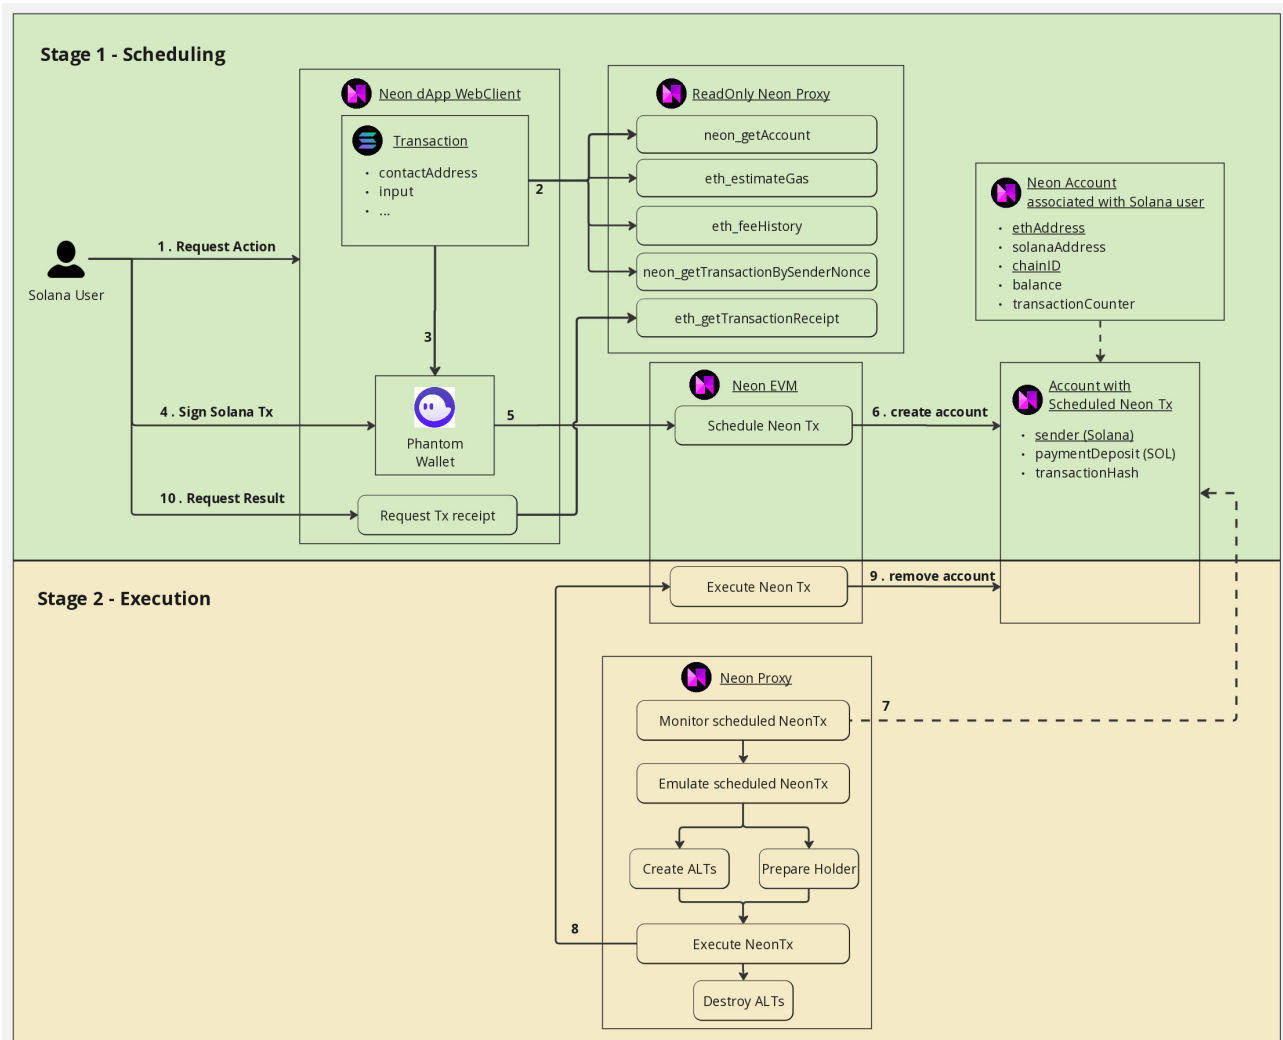 Stage 1 - Scheduling
Neon dApp WebClient
Transaction
· contactAddress
· input
· ...
2
ReadOnly Neon Proxy
neon_getAccount
eth_estimateGas
eth_feeHistory
neon_getTransactionBySenderNonce
eth_getTransactionReceipt
Neon Account
associated with Solana user
· ethAddress
· solanaAddress
· chainID
· balance
· transactionCounter
1 . Request Action
Solana User
3
4 . Sign Solana Tx
Phantom
Wallet
5
Neon EVM
Schedule Neon Tx
6 . create account
Account with
Scheduled Neon Tx
· sender (Solana)
· paymentDeposit (SOL)
· transactionHash
10 . Request Result
Request Tx receipt
Stage 2 - Execution
Execute Neon Tx
9 . remove account
Neon Proxy
Monitor scheduled NeonTx
7
Emulate scheduled NeonTx
Create ALTs
Prepare Holder
8
Execute NeonTx
Destroy ALTs